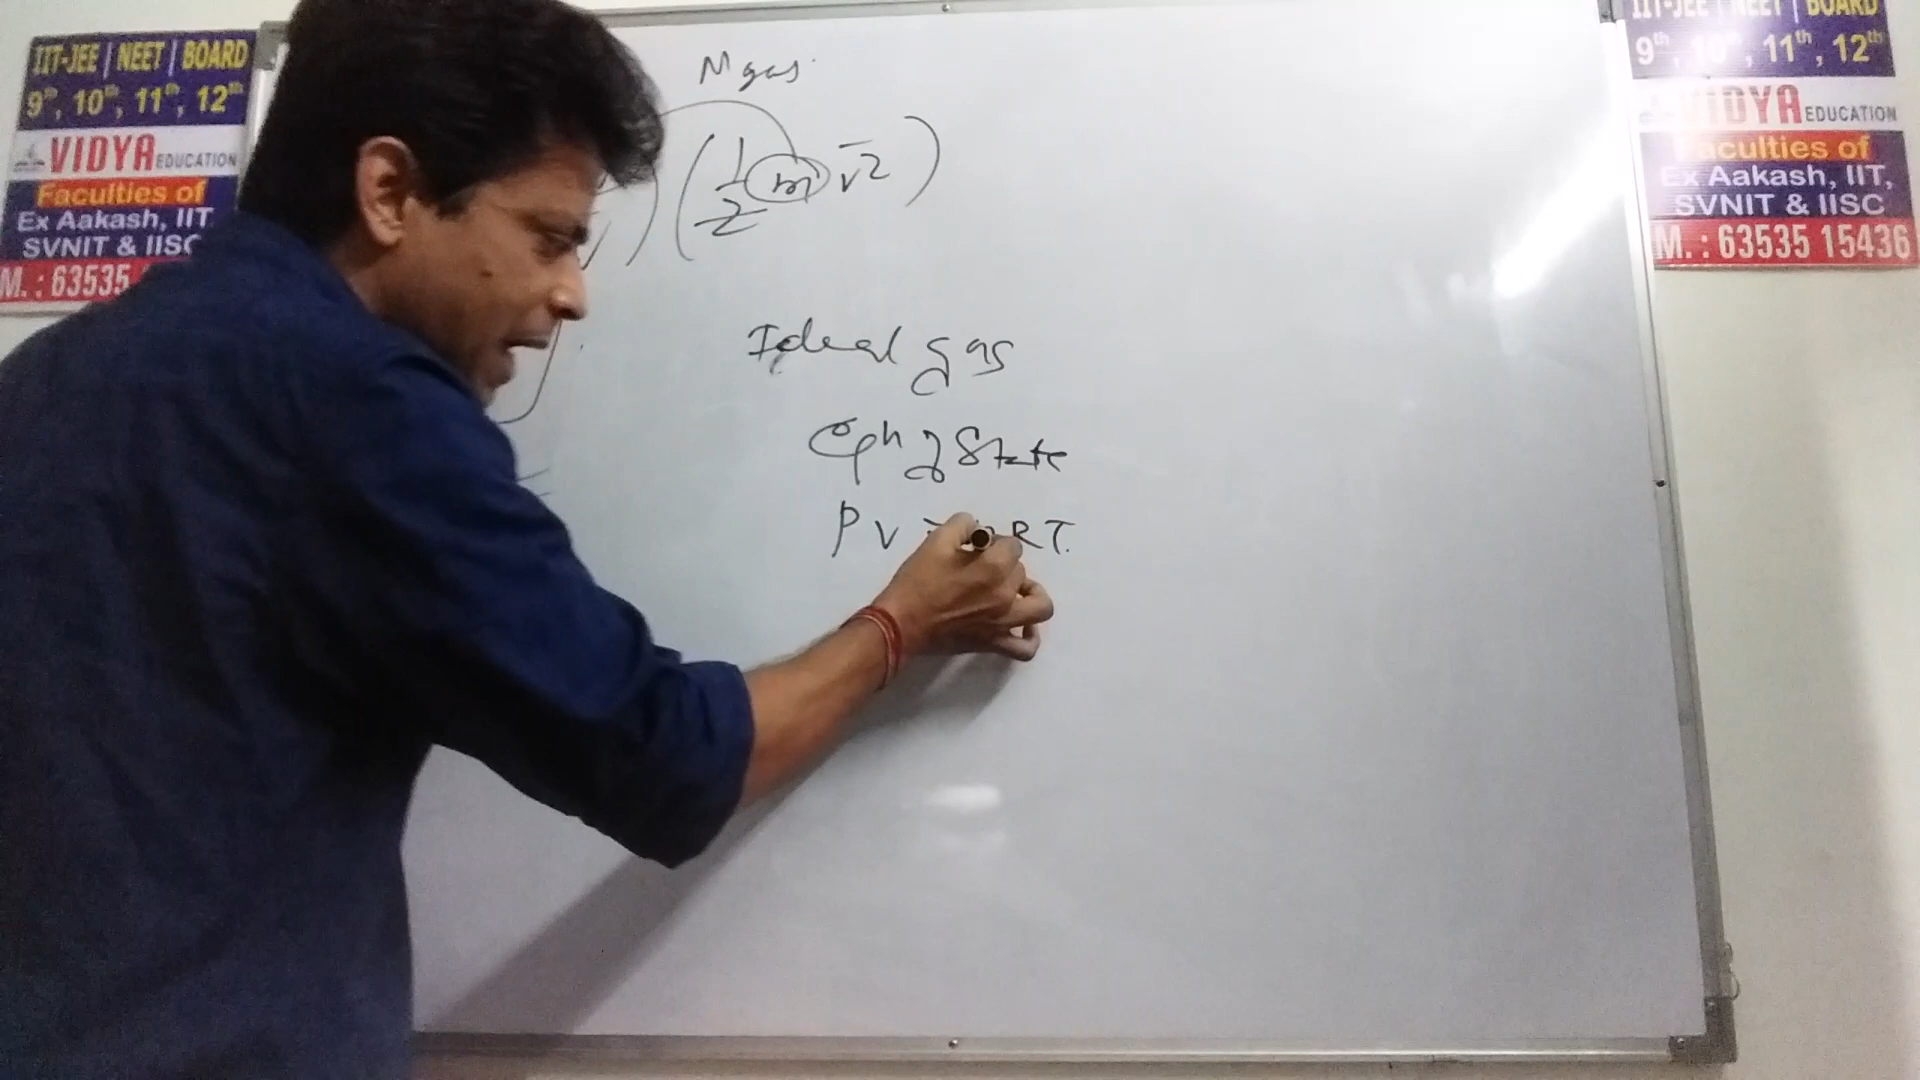 IIT-JEE | NEET | BOARD
9th, 10th, 11th, 12th
VIDYA EDUCATION
Faculties of
Ex Aakash, IIT
SVNIT & IISC
M. : 63535
M gas
) ( 1/2 m v̄2 )
Ideal gas
Eqn of State
PV = RT.
IIT-JEE | NEET | BOARD
9th, 10th, 11th, 12th
VIDYA EDUCATION
Faculties of
Ex Aakash, IIT,
SVNIT & IISC
M. : 63535 15436